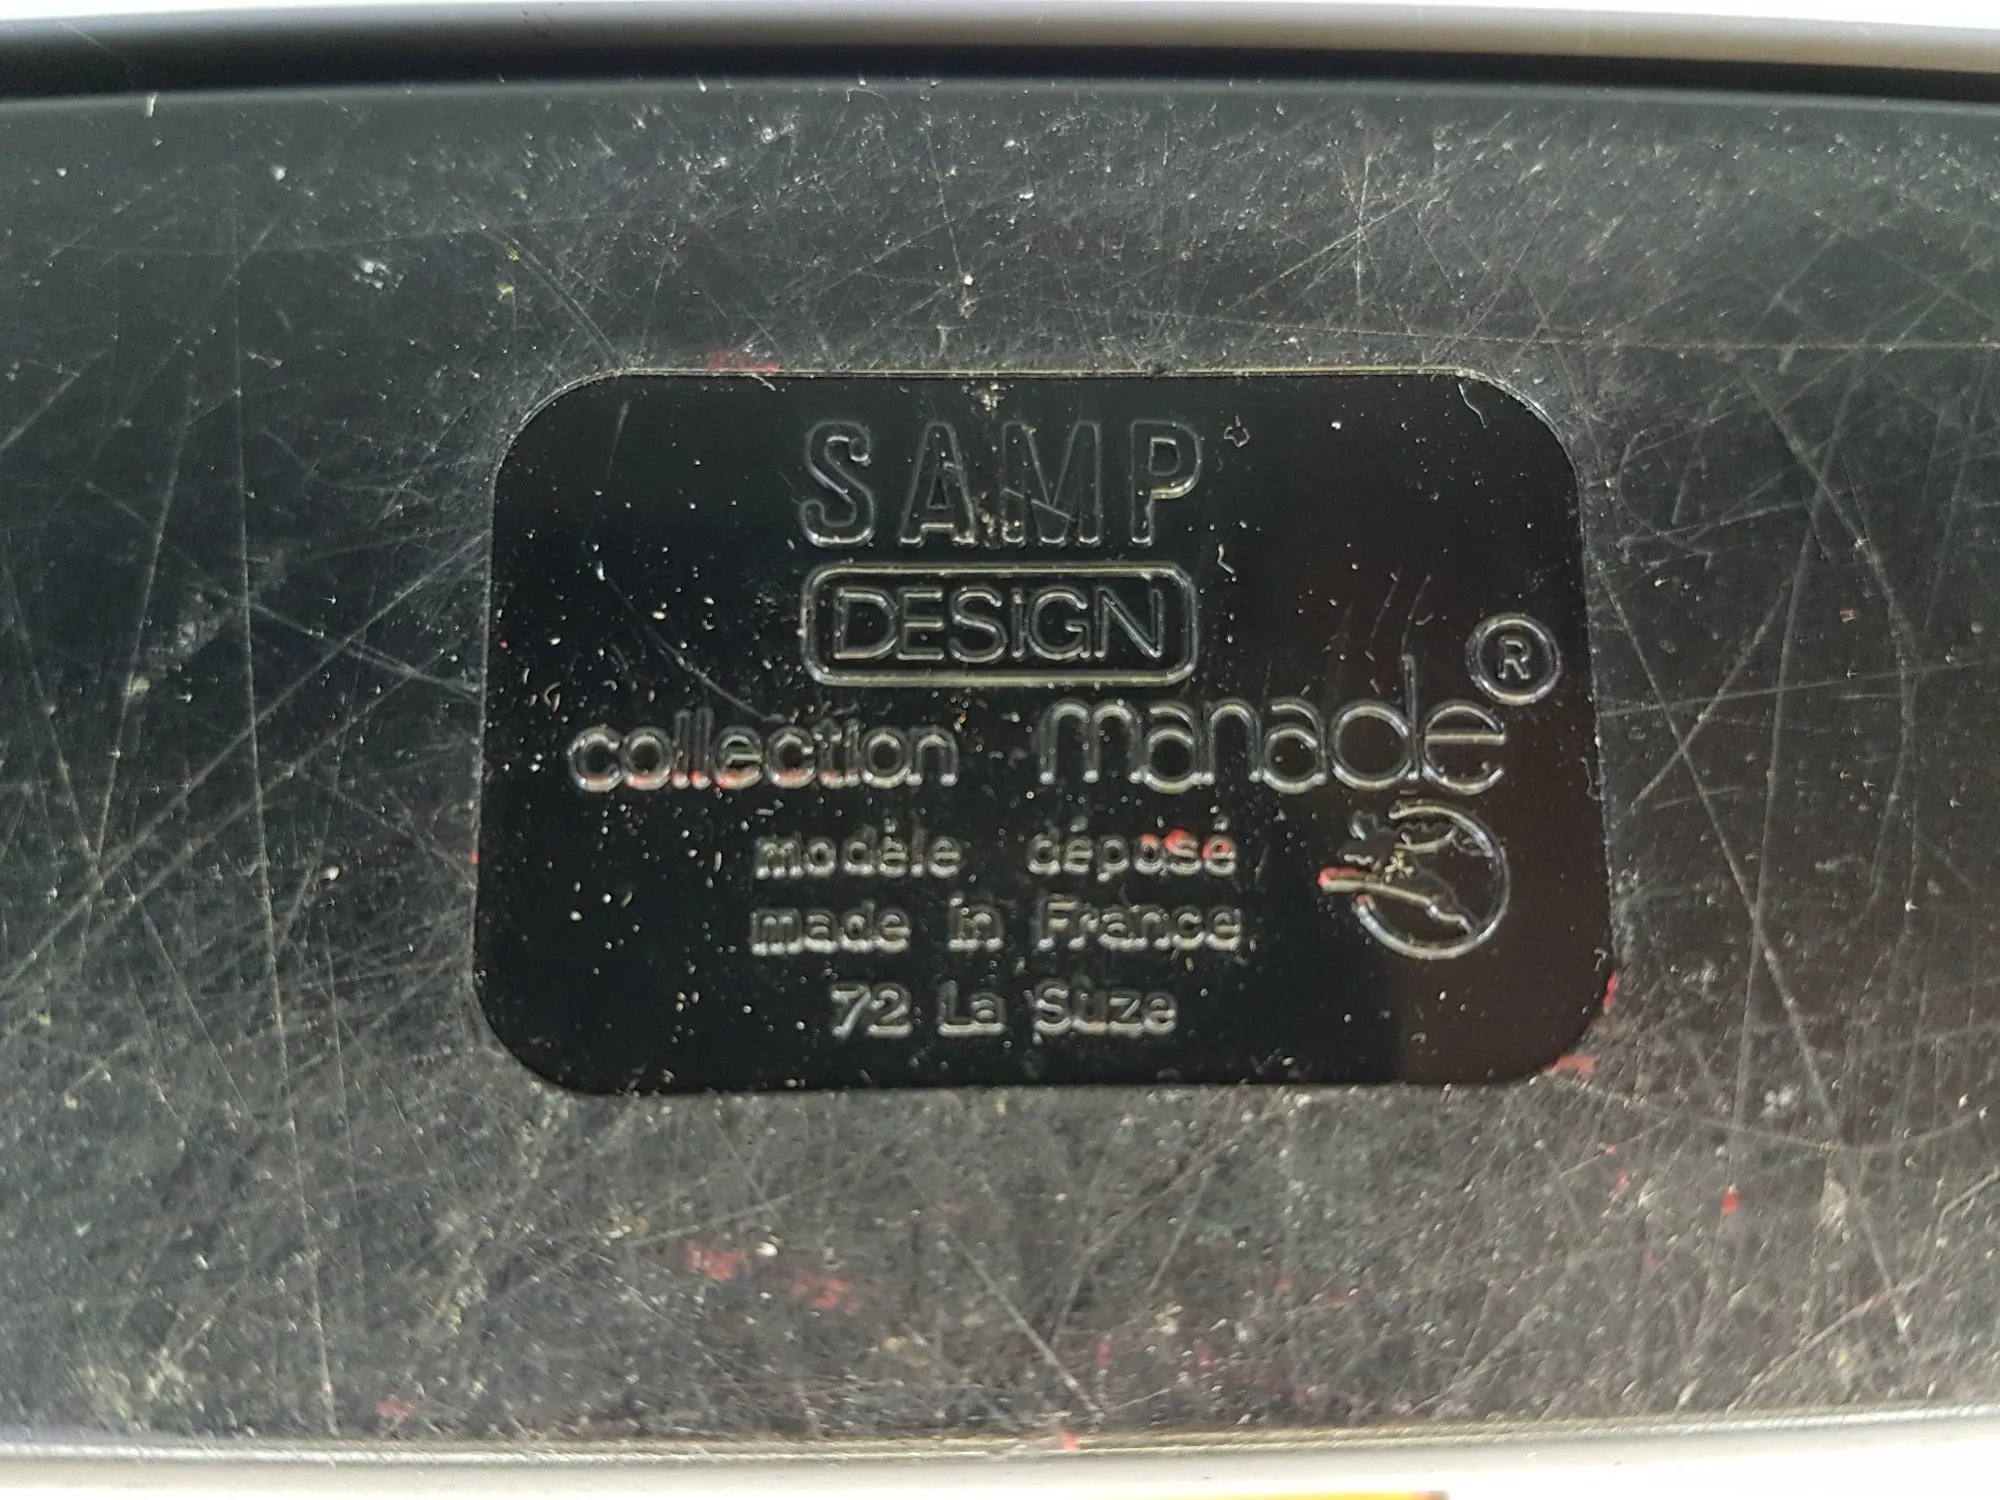 SAMP
DESIGN
collection manade®
modèle déposé
made in France
72 La Suze